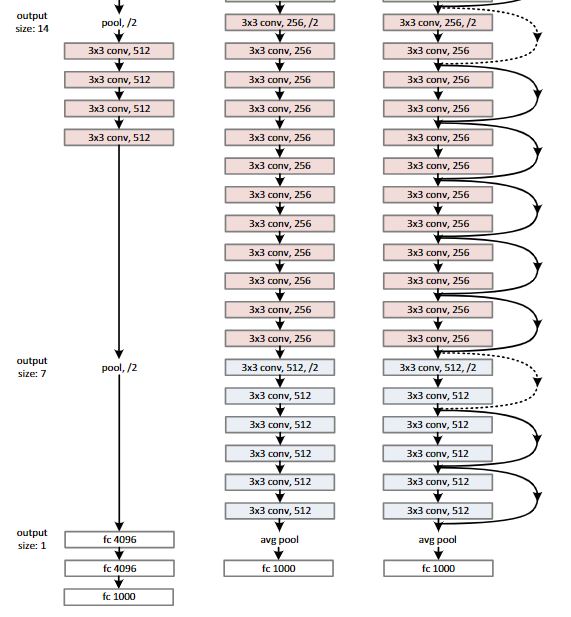 output
size: 14
pool, /2
3x3 conv, 512
3x3 conv, 512
3x3 conv, 512
3x3 conv, 512
output
size: 7
pool, /2
output
size: 1
fc 4096
fc 4096
fc 1000
3x3 conv, 256, /2
3x3 conv, 256
3x3 conv, 256
3x3 conv, 256
3x3 conv, 256
3x3 conv, 256
3x3 conv, 256
3x3 conv, 256
3x3 conv, 256
3x3 conv, 256
3x3 conv, 256
3x3 conv, 256
3x3 conv, 512, /2
3x3 conv, 512
3x3 conv, 512
3x3 conv, 512
3x3 conv, 512
3x3 conv, 512
avg pool
fc 1000
3x3 conv, 256, /2
3x3 conv, 256
3x3 conv, 256
3x3 conv, 256
3x3 conv, 256
3x3 conv, 256
3x3 conv, 256
3x3 conv, 256
3x3 conv, 256
3x3 conv, 256
3x3 conv, 256
3x3 conv, 256
3x3 conv, 512, /2
3x3 conv, 512
3x3 conv, 512
3x3 conv, 512
3x3 conv, 512
3x3 conv, 512
avg pool
fc 1000